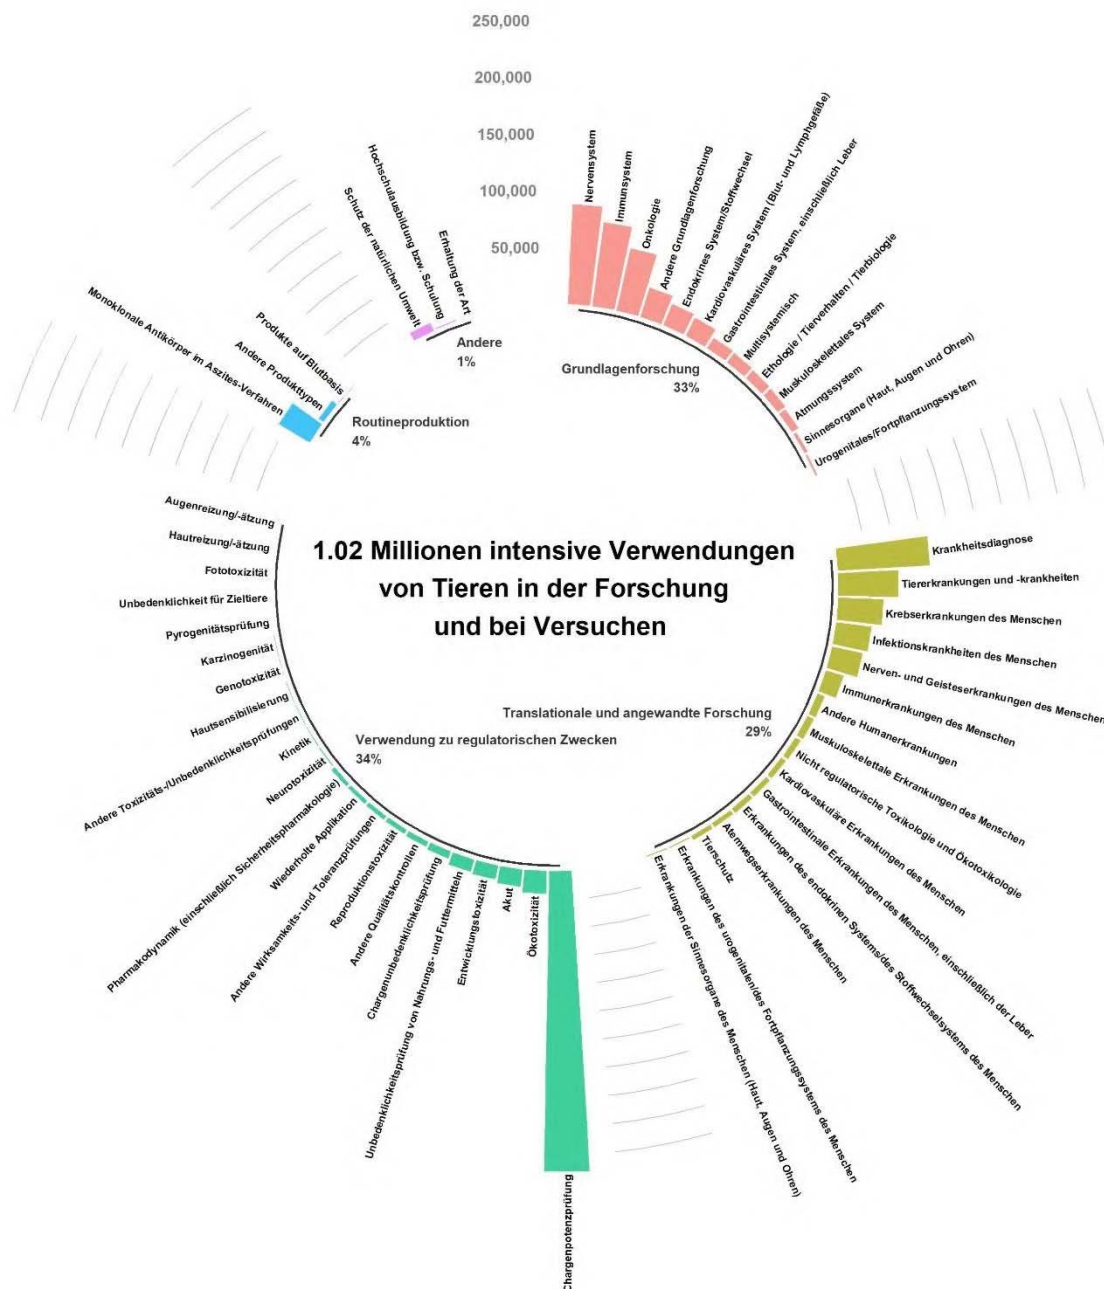 250,000
200,000
150,000
100,000
50,000
Nervensystem
Immunsystem
Onkologie
Andere Grundlagenforschung
Endokrines System/Stoffwechsel
Kardiovaskuläres System (Blut- und Lymphgefäße)
Gastrointestinales System, einschließlich Leber
Multisystemisch
Ethologie / Tierverhalten / Tierbiologie
Muskuloskelettales System
Atmungssystem
Sinnesorgane (Haut, Augen und Ohren)
Urogenitales/Fortpflanzungssystem
Grundlagenforschung
33%
Krankheitsdiagnose
Tiererkrankungen und -krankheiten
Krebserkrankungen des Menschen
Infektionskrankheiten des Menschen
Nerven- und Geisteserkrankungen des Menschen
Immunerkrankungen des Menschen
Andere Humanerkrankungen
Muskuloskelettale Erkrankungen des Menschen
Nicht regulatorische Toxikologie und Ökotoxikologie
Kardiovaskuläre Erkrankungen des Menschen
Gastrointestinale Erkrankungen des Menschen, einschließlich der Leber
Erkrankungen des endokrinen Systems/des Stoffwechselsystems des Menschen
Atemwegserkrankungen des Menschen
Tierschutz
Erkrankungen des urogenitalen/des Fortpflanzungssystems des Menschen
Erkrankungen der Sinnesorgane des Menschen (Haut, Augen und Ohren)
Translationale und angewandte Forschung
29%
Chargenpotenzprüfung
Ökotoxizität
Akut
Entwicklungstoxizität
Unbedenklichkeitsprüfung von Nahrungs- und Futtermitteln
Chargenunbedenklichkeitsprüfung
Andere Qualitätskontrollen
Reproduktionstoxizität
Andere Wirksamkeits- und Toleranzprüfungen
Wiederholte Applikation
Pharmakodynamik (einschließlich Sicherheitspharmakologie)
Neurotoxizität
Kinetik
Andere Toxizitäts-/Unbedenklichkeitsprüfungen
Hautsensibilisierung
Genotoxizität
Karzinogenität
Pyrogenitätsprüfung
Unbedenklichkeit für Zieltiere
Fototoxizität
Hautreizung/-ätzung
Augenreizung/-ätzung
Verwendung zu regulatorischen Zwecken
34%
Monoklonale Antikörper im Aszites-Verfahren
Andere Produkttypen
Produkte auf Blutbasis
Routineproduktion
4%
Schutz der natürlichen Umwelt
Hochschulausbildung bzw. Schulung
Erhaltung der Art
Andere
1%
1.02 Millionen intensive Verwendungen
von Tieren in der Forschung
und bei Versuchen